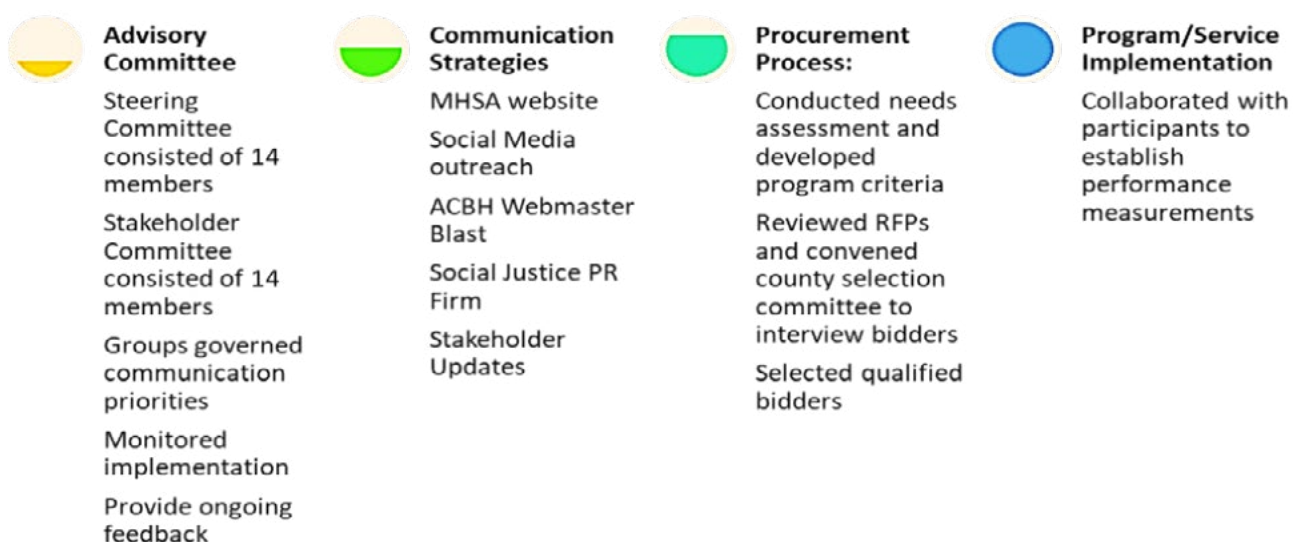 Advisory
Committee
Steering
Committee
consisted of 14
members
Stakeholder
Committee
consisted of 14
members
Groups governed
communication
priorities
Monitored
implementation
Provide ongoing
feedback
Communication
Strategies
MHSA website
Social Media
outreach
ACBH Webmaster
Blast
Social Justice PR
Firm
Stakeholder
Updates
Procurement
Process:
Conducted needs
assessment and
developed
program criteria
Reviewed RFPs
and convened
county selection
committee to
interview bidders
Selected qualified
bidders
Program/Service
Implementation
Collaborated with
participants to
establish
performance
measurements